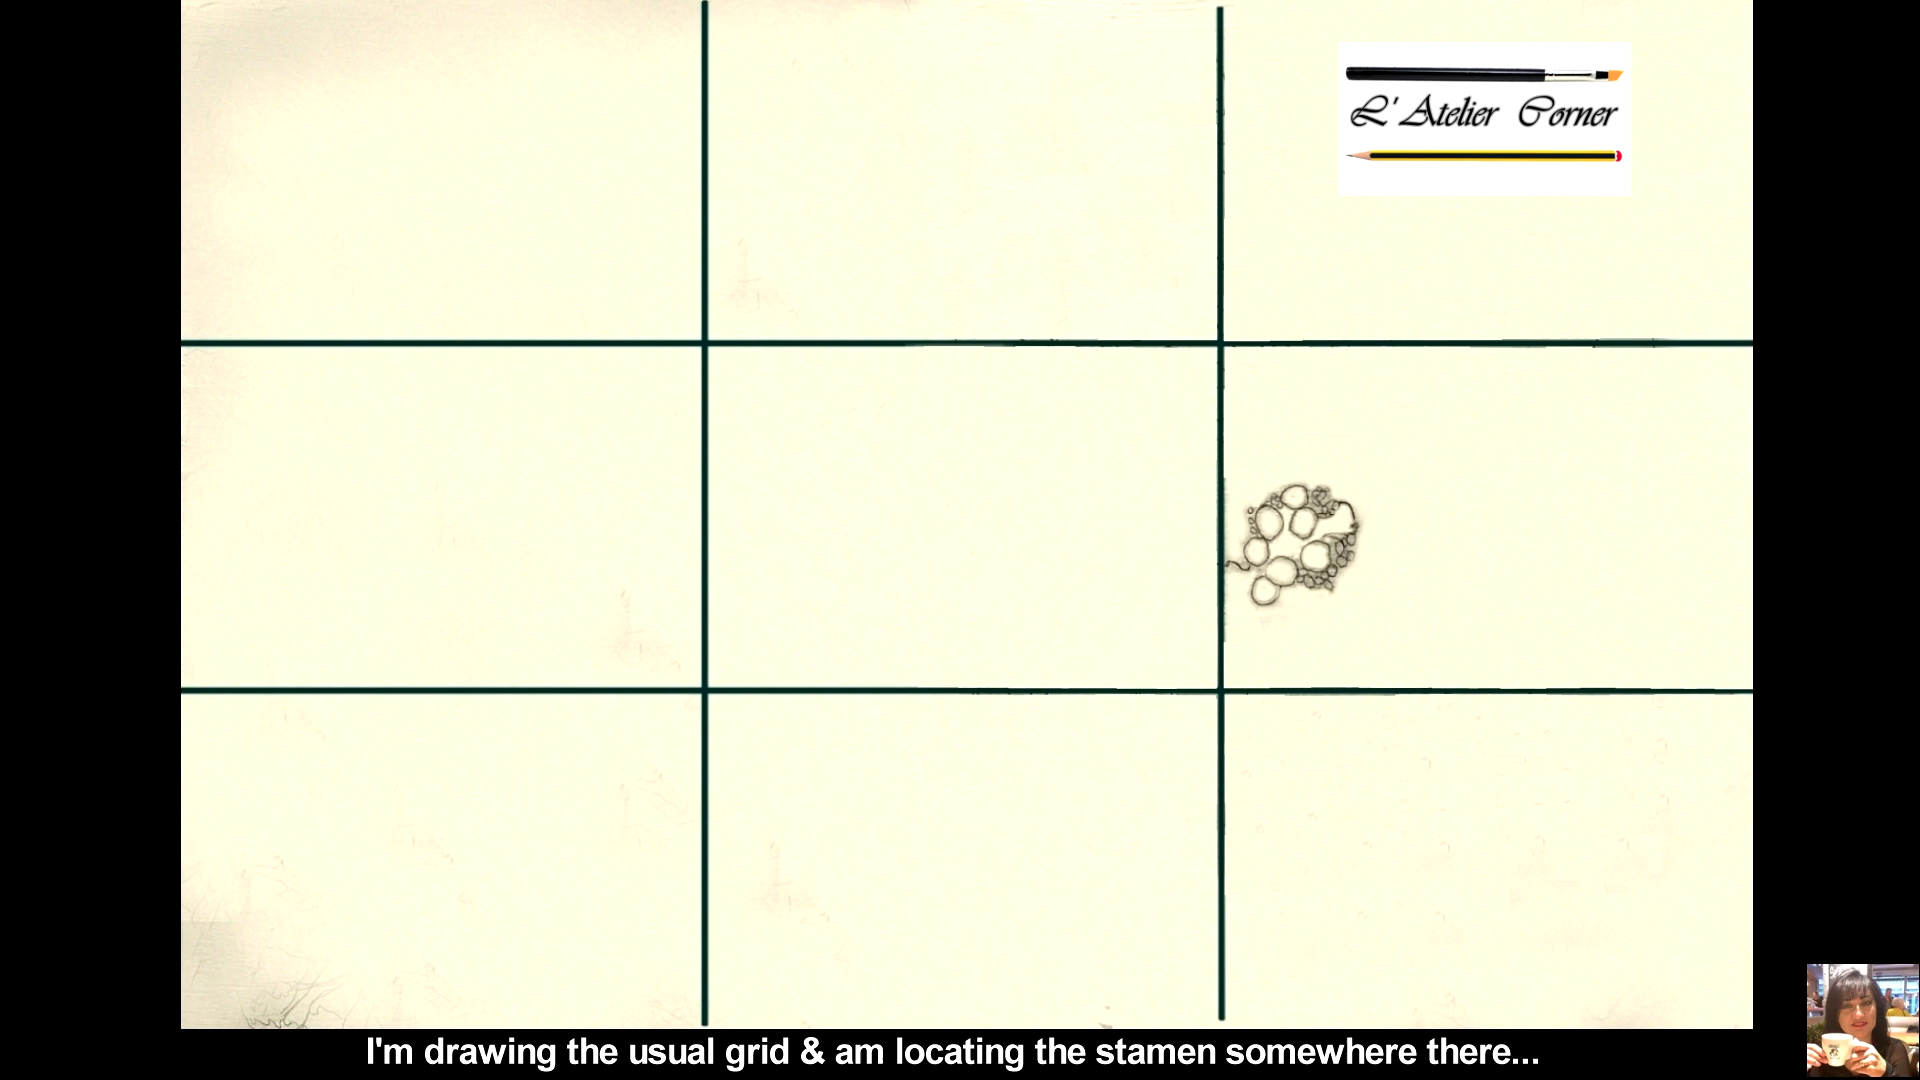 L' Atelier Corner
I'm drawing the usual grid & am locating the stamen somewhere there...